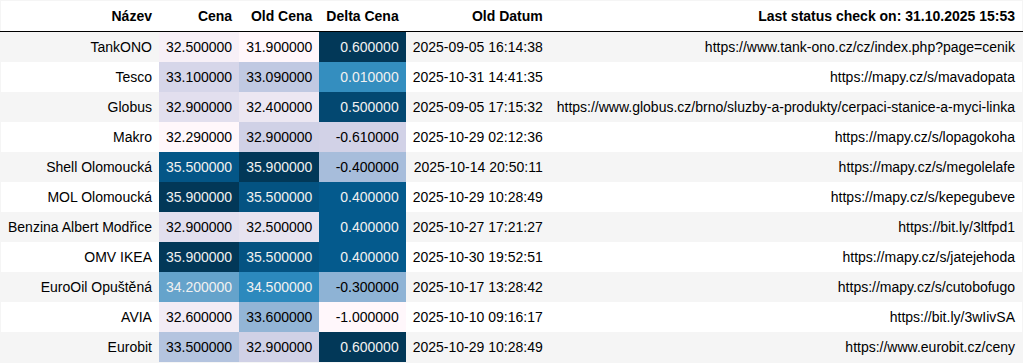 Název Cena Old Cena Delta Cena Old Datum Last status check on: 31.10.2025 15:53
TankONO 32.500000 31.900000 0.600000 2025-09-05 16:14:38 https://www.tank-ono.cz/cz/index.php?page=cenik
Tesco 33.100000 33.090000 0.010000 2025-10-31 14:41:35 https://mapy.cz/s/mavadopata
Globus 32.900000 32.400000 0.500000 2025-09-05 17:15:32 https://www.globus.cz/brno/sluzby-a-produkty/cerpaci-stanice-a-myci-linka
Makro 32.290000 32.900000 -0.610000 2025-10-29 02:12:36 https://mapy.cz/s/lopagokoha
Shell Olomoucká 35.500000 35.900000 -0.400000 2025-10-14 20:50:11 https://mapy.cz/s/megolelafe
MOL Olomoucká 35.900000 35.500000 0.400000 2025-10-29 10:28:49 https://mapy.cz/s/kepegubeve
Benzina Albert Modřice 32.900000 32.500000 0.400000 2025-10-27 17:21:27 https://bit.ly/3ltfpd1
OMV IKEA 35.900000 35.500000 0.400000 2025-10-30 19:52:51 https://mapy.cz/s/jatejehoda
EuroOil Opuštěná 34.200000 34.500000 -0.300000 2025-10-17 13:28:42 https://mapy.cz/s/cutobofugo
AVIA 32.600000 33.600000 -1.000000 2025-10-10 09:16:17 https://bit.ly/3wIivSA
Eurobit 33.500000 32.900000 0.600000 2025-10-29 10:28:49 https://www.eurobit.cz/ceny